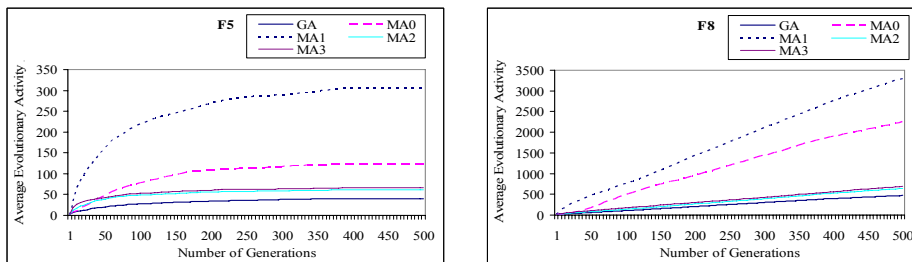 F5
GA
MA0
MA1
MA2
MA3
Average Evolutionary Activity
350
300
250
200
150
100
50
0
1 50 100 150 200 250 300 350 400 450 500
Number of Generations
F8
GA
MA0
MA1
MA2
MA3
Average Evolutionary Activity
3500
3000
2500
2000
1500
1000
500
0
1 50 100 150 200 250 300 350 400 450 500
Number of Generations